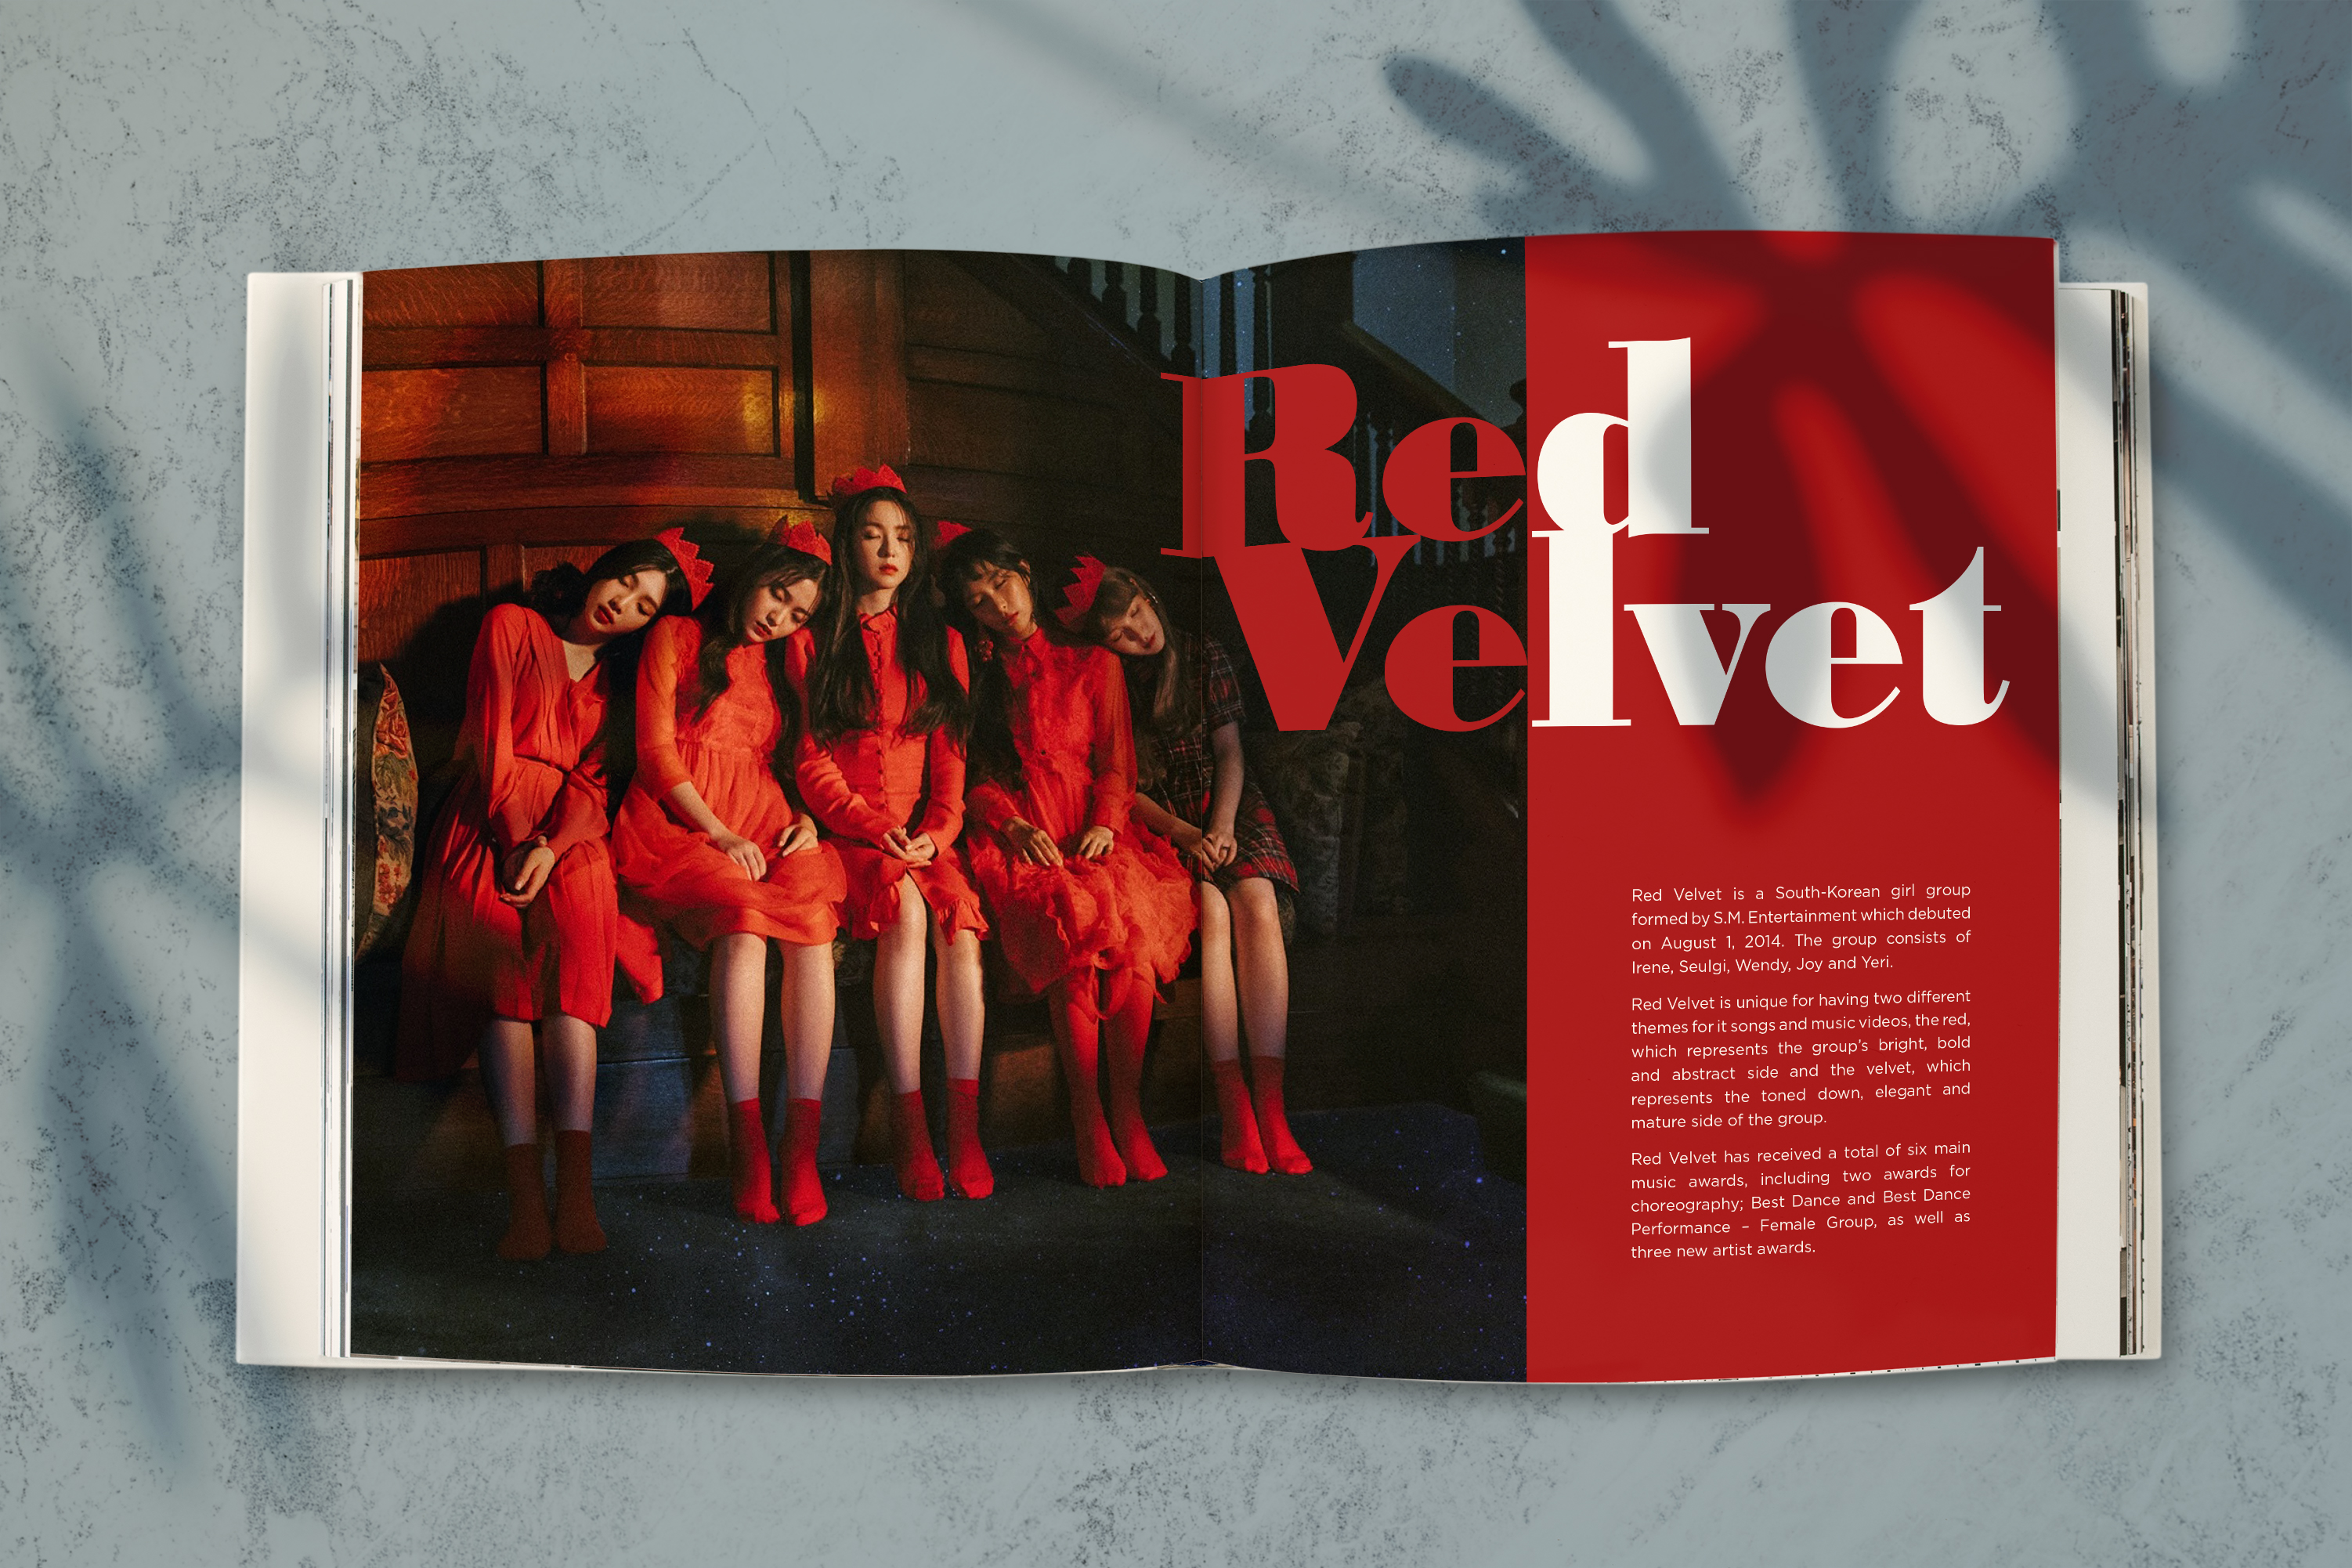 Red
Velvet
Red Velvet is a South-Korean girl group
formed by S.M. Entertainment which debuted
on August 1, 2014. The group consists of
Irene, Seulgi, Wendy, Joy and Yeri.
Red Velvet is unique for having two different
themes for it songs and music videos, the red,
which represents the group's bright, bold
and abstract side and the velvet, which
represents the toned down, elegant and
mature side of the group.
Red Velvet has received a total of six main
music awards, including two awards for
choreography; Best Dance and Best Dance
Performance – Female Group, as well as
three new artist awards.